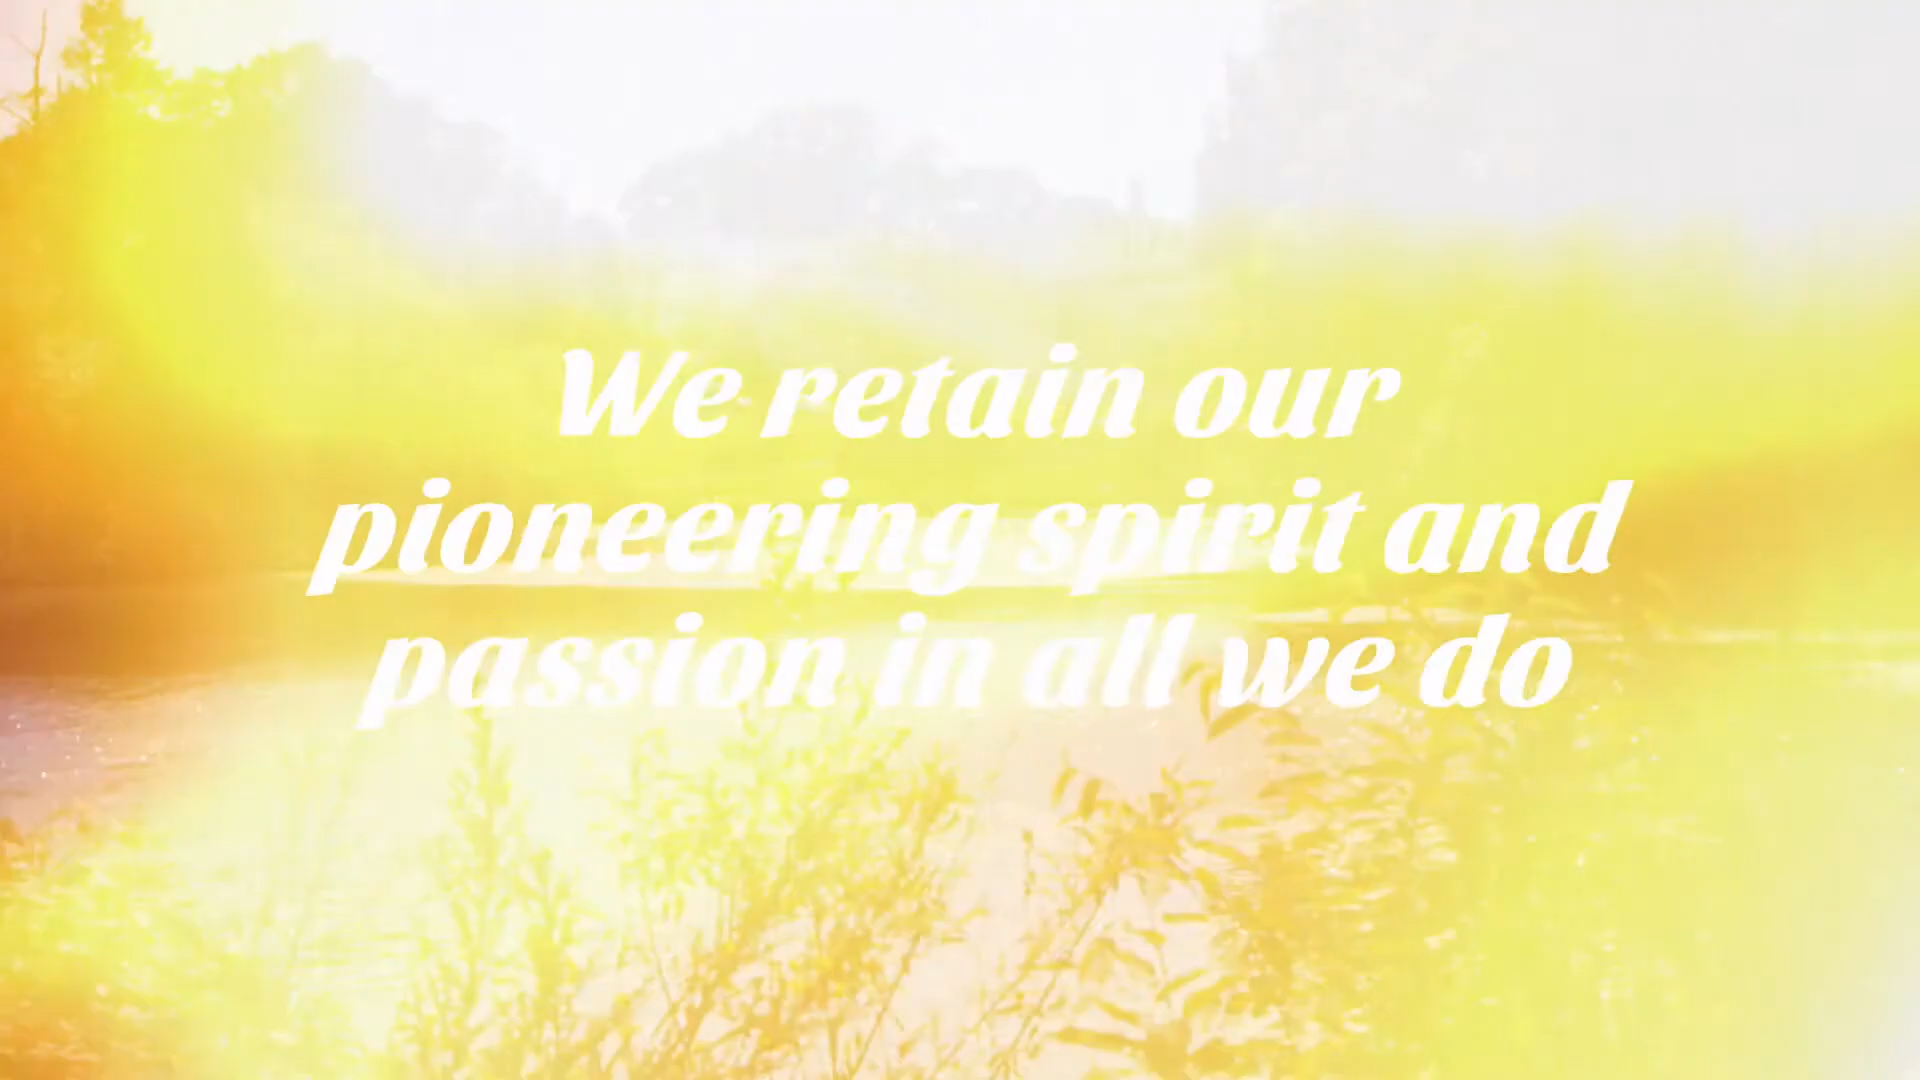 We retain our
pioneering spirit and
passion in all we do